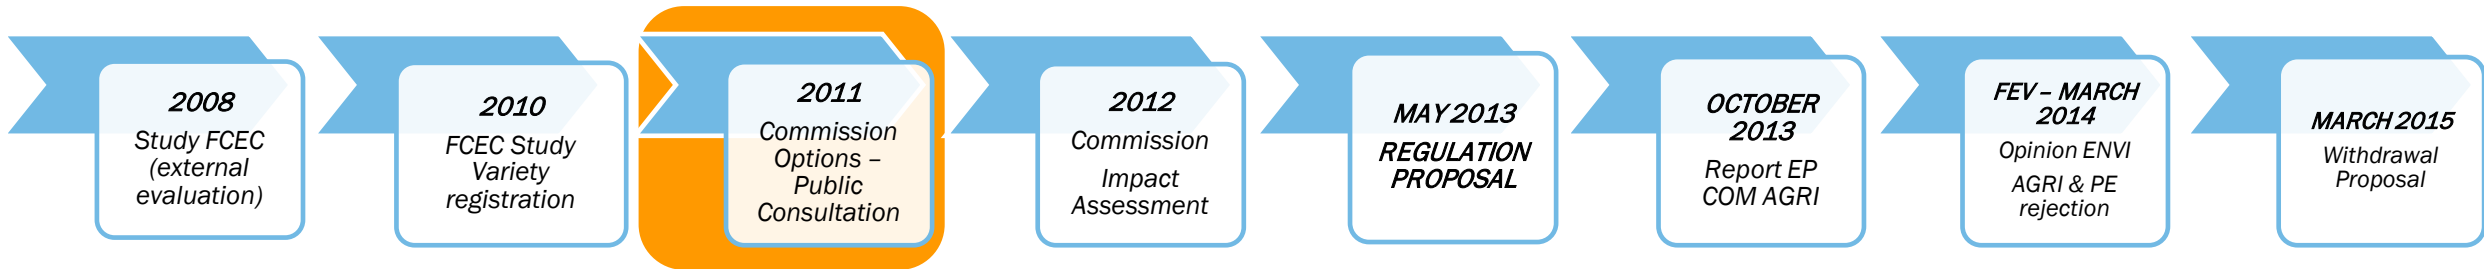 2008
Study FCEC
(external
evaluation)
2010
FCEC Study
Variety
registration
2011
Commission
Options –
Public
Consultation
2012
Commission
Impact
Assessment
MAY 2013
REGULATION
PROPOSAL
OCTOBER
2013
Report EP
COM AGRI
FEV – MARCH
2014
Opinion ENVI
AGRI & PE
rejection
MARCH 2015
Withdrawal
Proposal